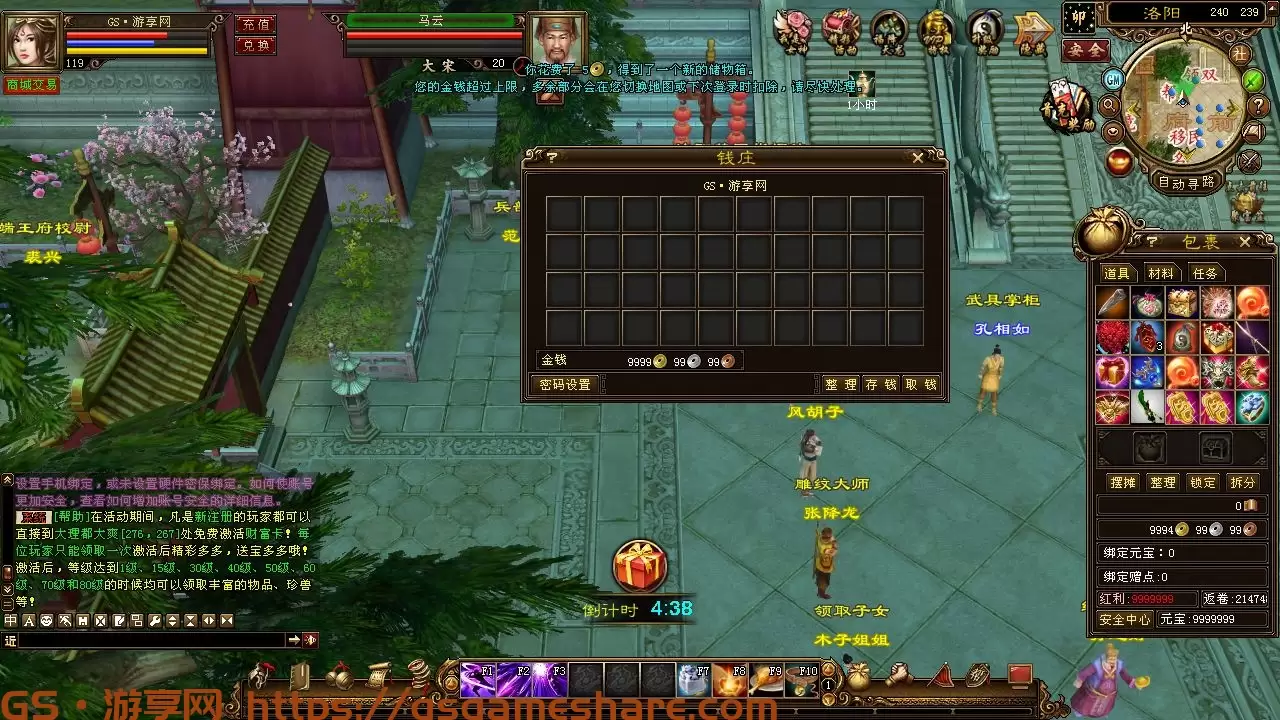 GS·游享网
119
商城交易
充值
兑换
马云
大宋
20
你花费了 5，得到了一个新的储物箱。
您的金钱超过上限，多余部分会在您切换地图或下次登录时扣除，请尽快处理。
1小时
洛阳
240 239
北
安全
GM
自动寻路
钱庄
GS·游享网
金钱
9999 99 99
密码设置
整理
存钱
取钱
端王府校尉
裘兴
武具掌柜
孔相如
风胡子
雕纹大师
张降龙
领取子女
木子姐姐
倒计时 4:38
包裹
道具
材料
任务
3
摆摊
整理
锁定
拆分
0
9994 99 99
绑定元宝:0
绑定赠点:0
红利:9999999
返卷:21474
安全中心
元宝:9999999
设置手机绑定，或未设置硬件密保绑定。如何使账号
更加安全，查看如何增加账号安全的详细信息。
[帮助]在活动期间，凡是新注册的玩家都可以
直接到大理都大爽[276，267]处免费激活财富卡！每
位玩家只能领取一次激活后精彩多多，送宝多多哦！
激活后，等级达到1级、15级、30级、40级、50级、60
级、70级和80级的时候均可以领取丰富的物品、珍兽
等！
近
F1
F2
F3
F7
F8
F9
F10
GS·游享网 https://gsgameshare.com